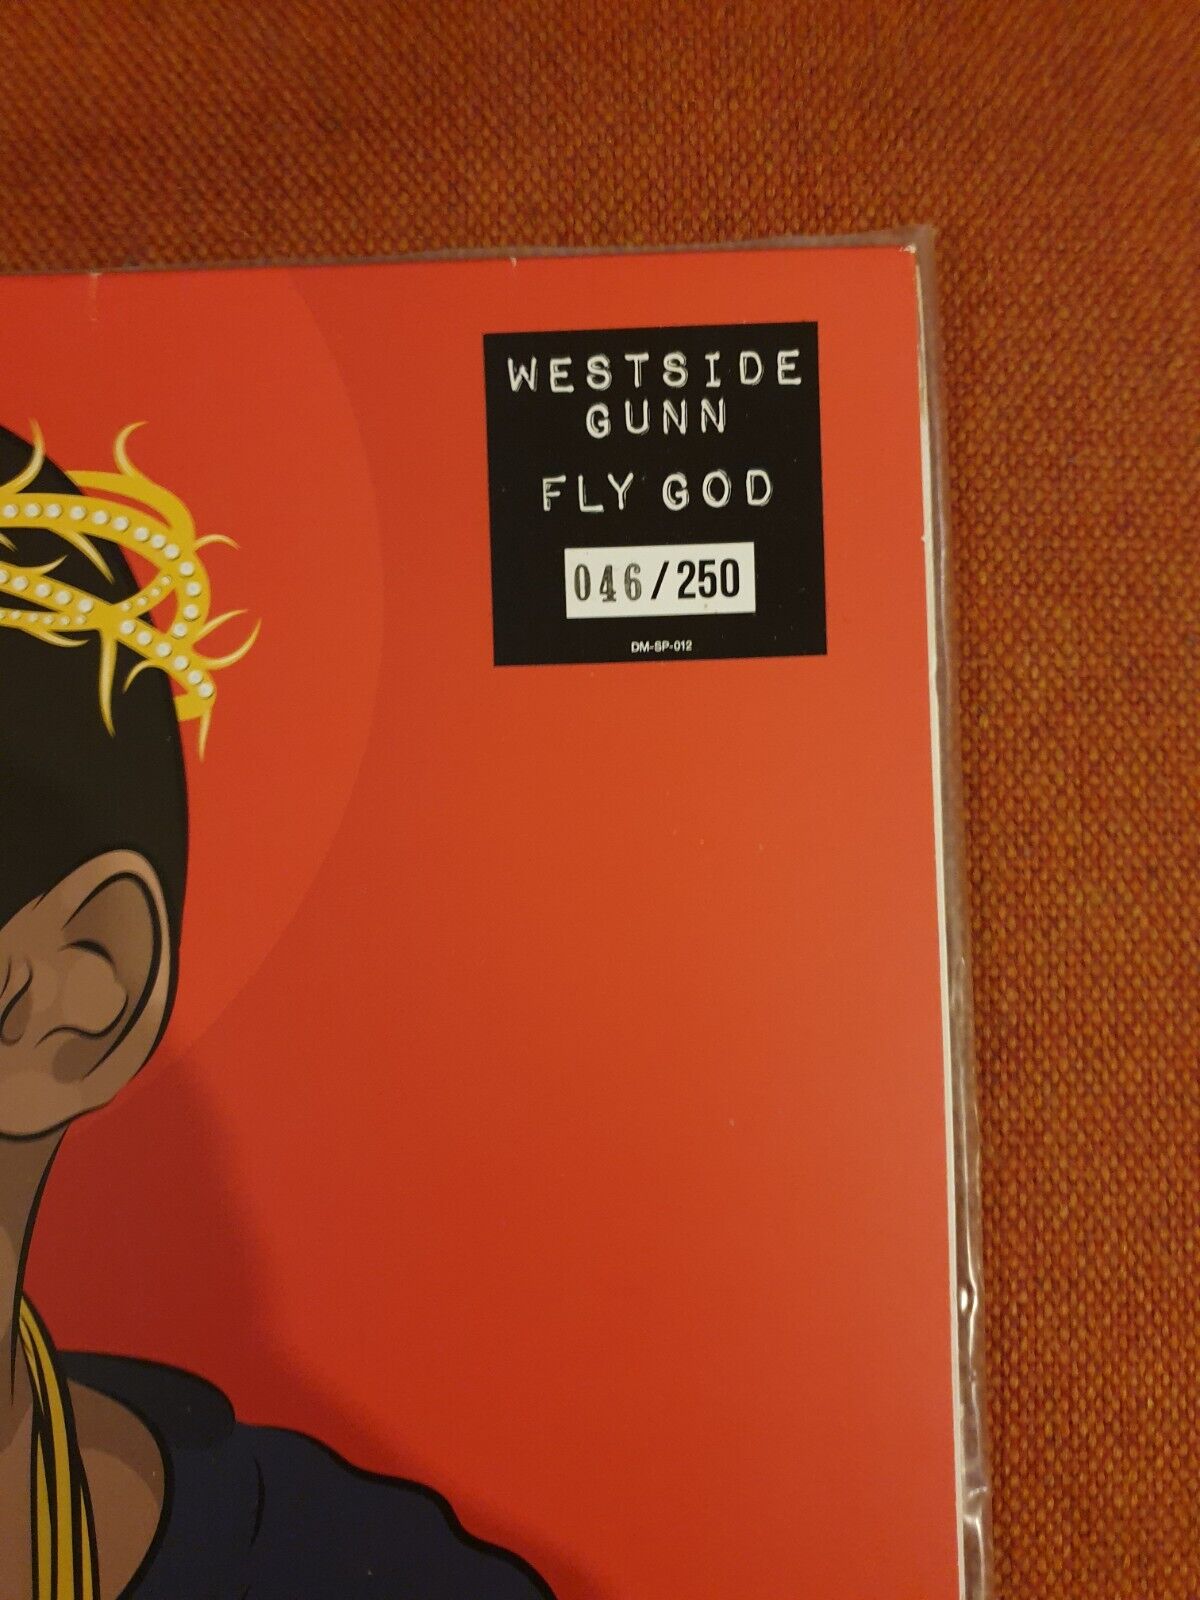 WESTSIDE
GUNN
FLY GOD
046/250
DM-SP-012